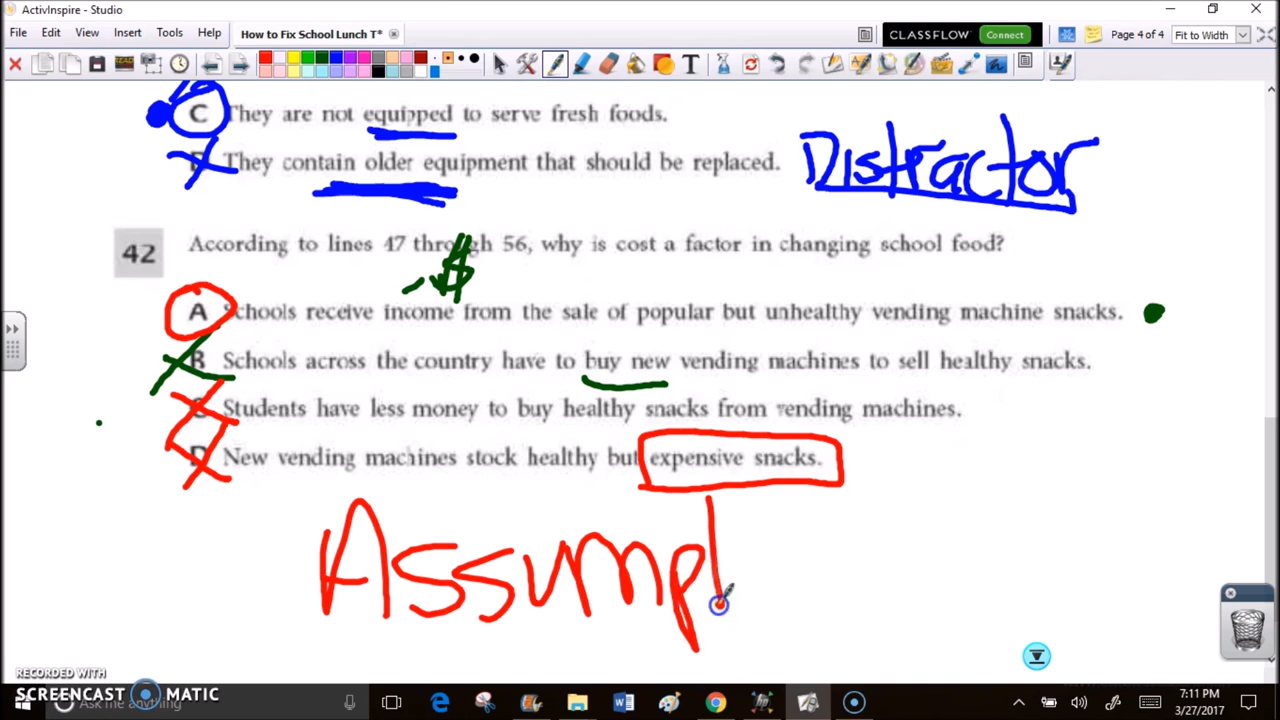 ActivInspire - Studio
File Edit View Insert Tools Help
How to Fix School Lunch T*
CLASSFLOW Connect
Page 4 of 4 Fit to Width
C They are not equipped to serve fresh foods.
They contain older equipment that should be replaced.
Distractor
42 According to lines 47 through 56, why is cost a factor in changing school food?
$
A Schools receive income from the sale of popular but unhealthy vending machine snacks.
B Schools across the country have to buy new vending machines to sell healthy snacks.
C Students have less money to buy healthy snacks from vending machines.
D New vending machines stock healthy but expensive snacks.
Assump
RECORDED WITH
SCREENCAST MATIC
Ask me anything
7:11 PM
3/27/2017